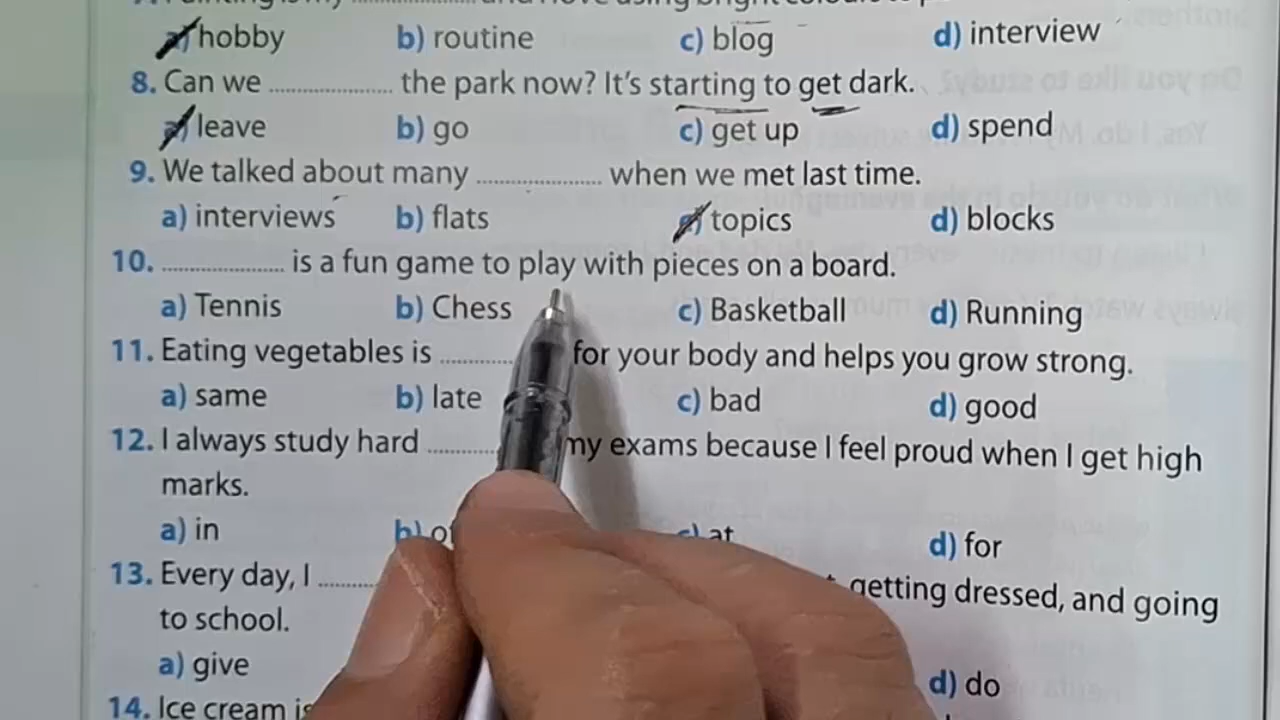 a) hobby b) routine c) blog d) interview
8. Can we .................... the park now? It's starting to get dark.
a) leave b) go c) get up d) spend
9. We talked about many .................... when we met last time.
a) interviews b) flats c) topics d) blocks
10. .................... is a fun game to play with pieces on a board.
a) Tennis b) Chess c) Basketball d) Running
11. Eating vegetables is ............ for your body and helps you grow strong.
a) same b) late c) bad d) good
12. I always study hard ............ my exams because I feel proud when I get high
marks.
a) in b) c) at d) for
13. Every day, I ......... getting dressed, and going
to school.
a) give d) do
14. Ice cream is